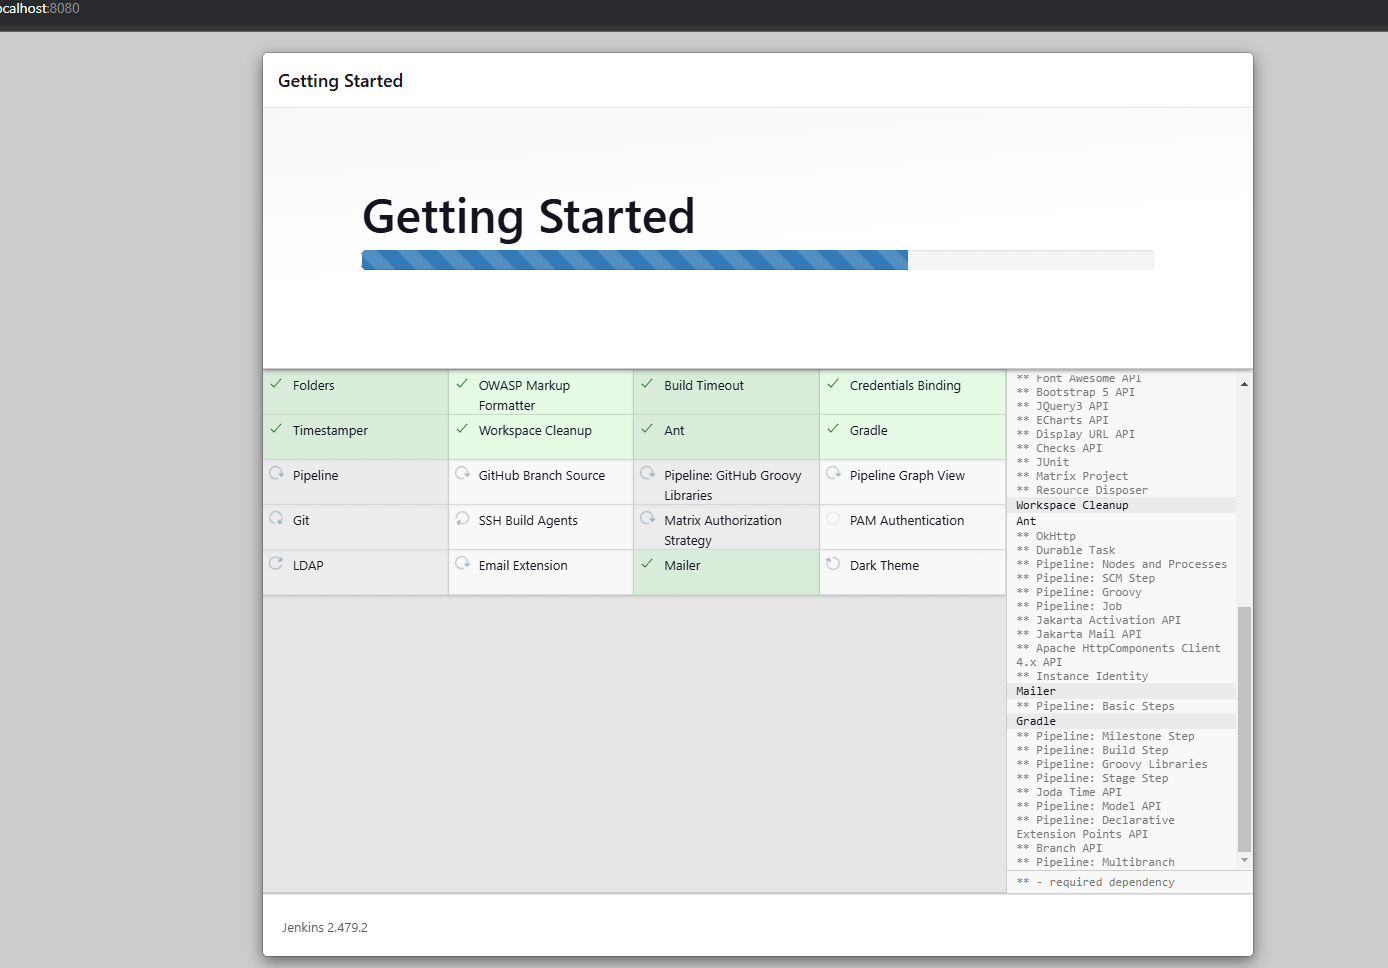 ocalhost:8080
Getting Started
Getting Started
Folders
OWASP Markup
Formatter
Build Timeout
Credentials Binding
Timestamper
Workspace Cleanup
Ant
Gradle
Pipeline
GitHub Branch Source
Pipeline: GitHub Groovy
Libraries
Pipeline Graph View
Git
SSH Build Agents
Matrix Authorization
Strategy
PAM Authentication
LDAP
Email Extension
Mailer
Dark Theme
** Font Awesome API
** Bootstrap 5 API
** JQuery3 API
** ECharts API
** Display URL API
** Checks API
** JUnit
** Matrix Project
** Resource Disposer
Workspace Cleanup
Ant
** OkHttp
** Durable Task
** Pipeline: Nodes and Processes
** Pipeline: SCM Step
** Pipeline: Groovy
** Pipeline: Job
** Jakarta Activation API
** Jakarta Mail API
** Apache HttpComponents Client
4.x API
** Instance Identity
Mailer
** Pipeline: Basic Steps
Gradle
** Pipeline: Milestone Step
** Pipeline: Build Step
** Pipeline: Groovy Libraries
** Pipeline: Stage Step
** Joda Time API
** Pipeline: Model API
** Pipeline: Declarative
Extension Points API
** Branch API
** Pipeline: Multibranch
** - required dependency
Jenkins 2.479.2